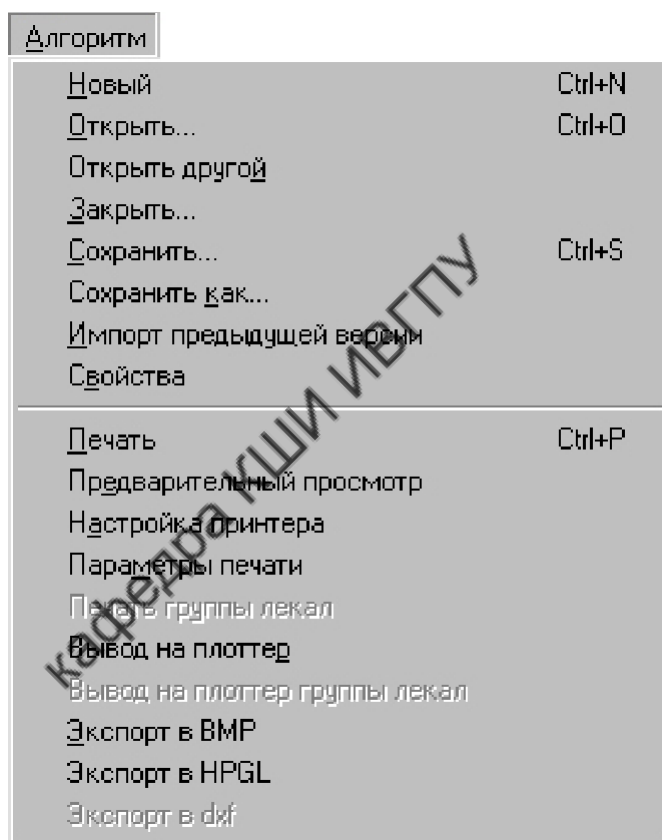 Алгоритм
Новый Ctrl+N
Открыть... Ctrl+O
Открыть другой
Закрыть...
Сохранить... Ctrl+S
Сохранить как...
Импорт предыдущей версии
Свойства
Печать Ctrl+P
Предварительный просмотр
Настройка принтера
Параметры печати
Печать группы лекал
Вывод на плоттер
Вывод на плоттер группы лекал
Экспорт в BMP
Экспорт в HPGL
Экспорт в dxf
кафедра КШИ ИВГПУ